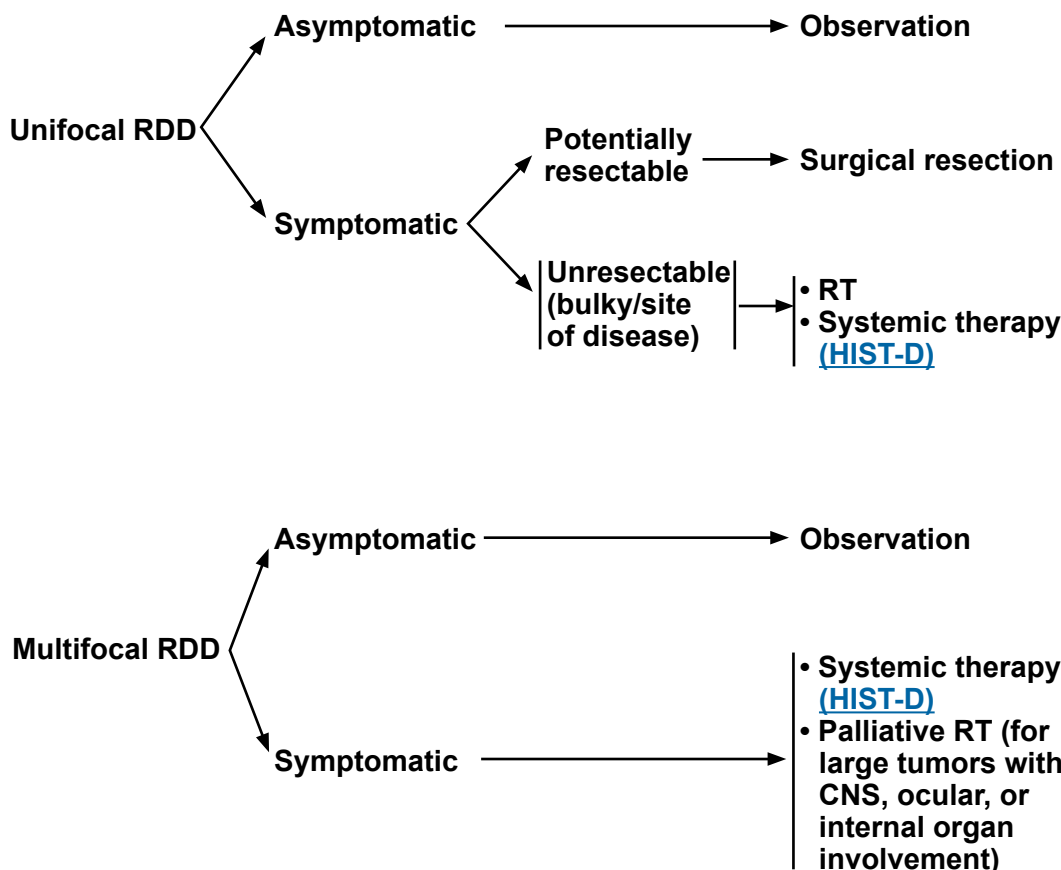 Asymptomatic
Observation
Unifocal RDD
Potentially
resectable
Surgical resection
Symptomatic
Unresectable
(bulky/site
of disease)
• RT
• Systemic therapy
(HIST-D)
Asymptomatic
Observation
Multifocal RDD
Symptomatic
• Systemic therapy
(HIST-D)
• Palliative RT (for
large tumors with
CNS, ocular, or
internal organ
involvement)